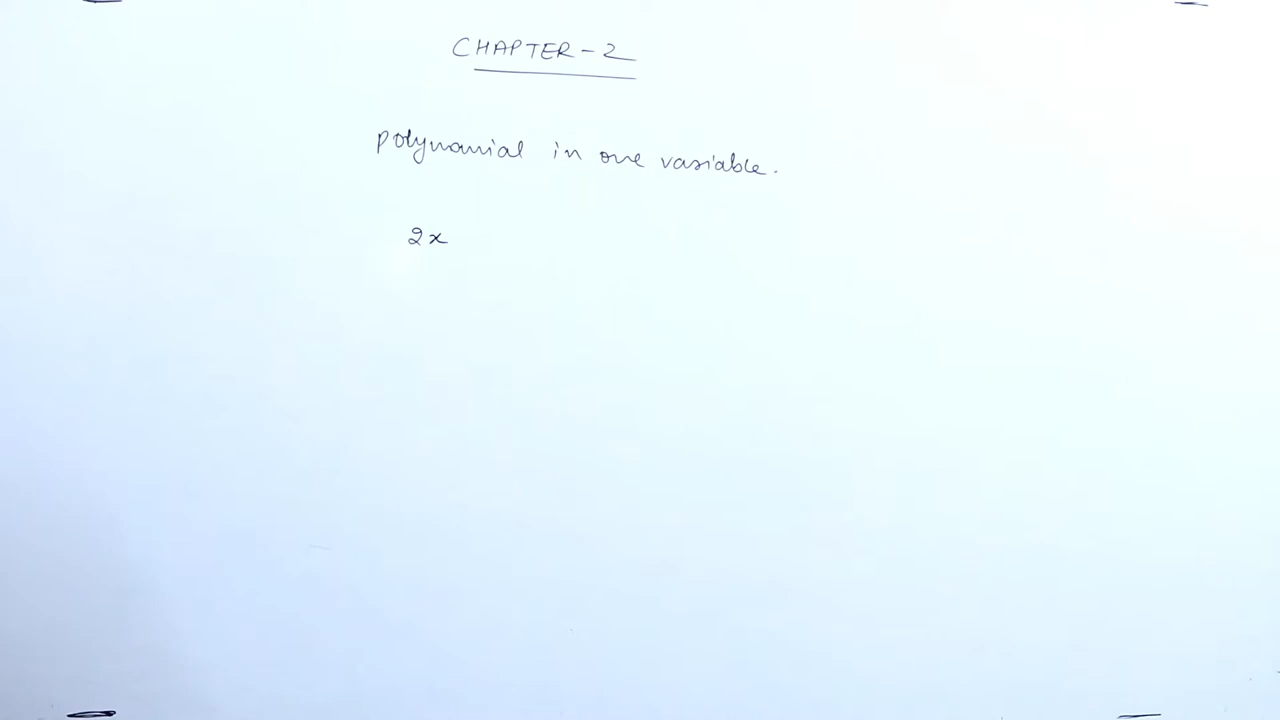 CHAPTER - 2
polynomial in one variable.
2x